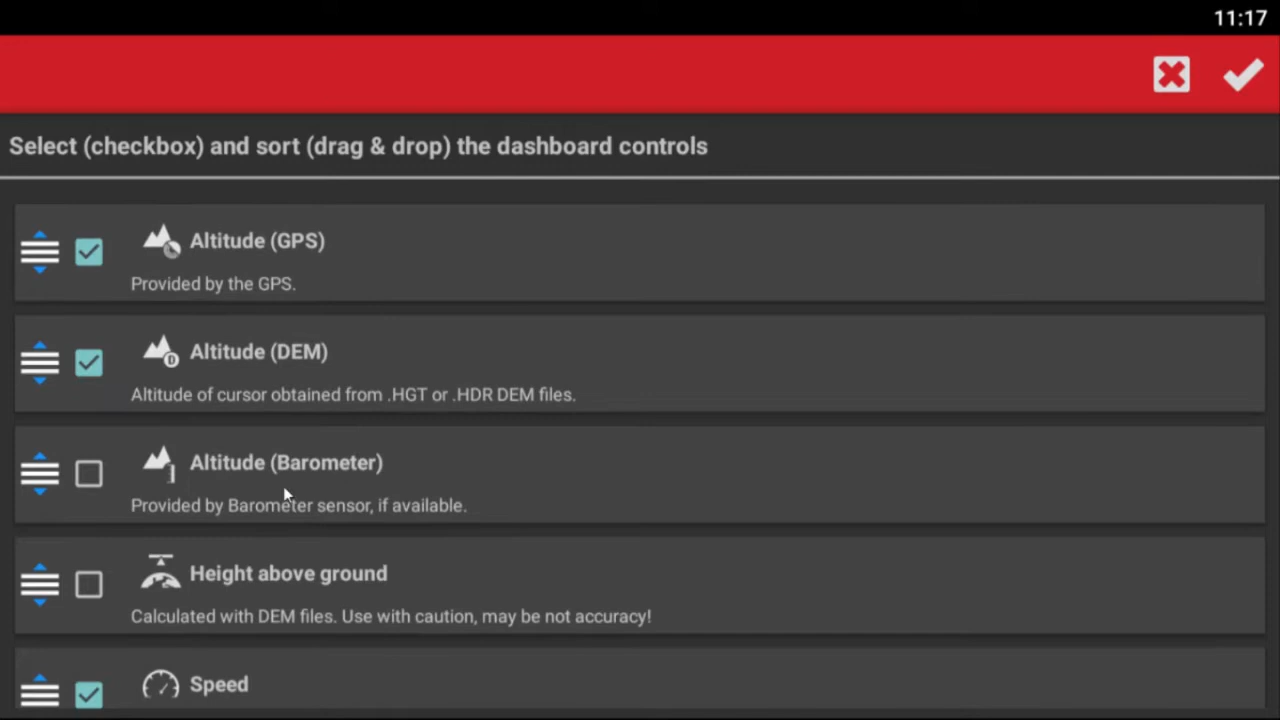 11:17
Select (checkbox) and sort (drag & drop) the dashboard controls
Altitude (GPS)
Provided by the GPS.
D
Altitude (DEM)
Altitude of cursor obtained from .HGT or .HDR DEM files.
Altitude (Barometer)
Provided by Barometer sensor, if available.
Height above ground
Calculated with DEM files. Use with caution, may be not accuracy!
Speed